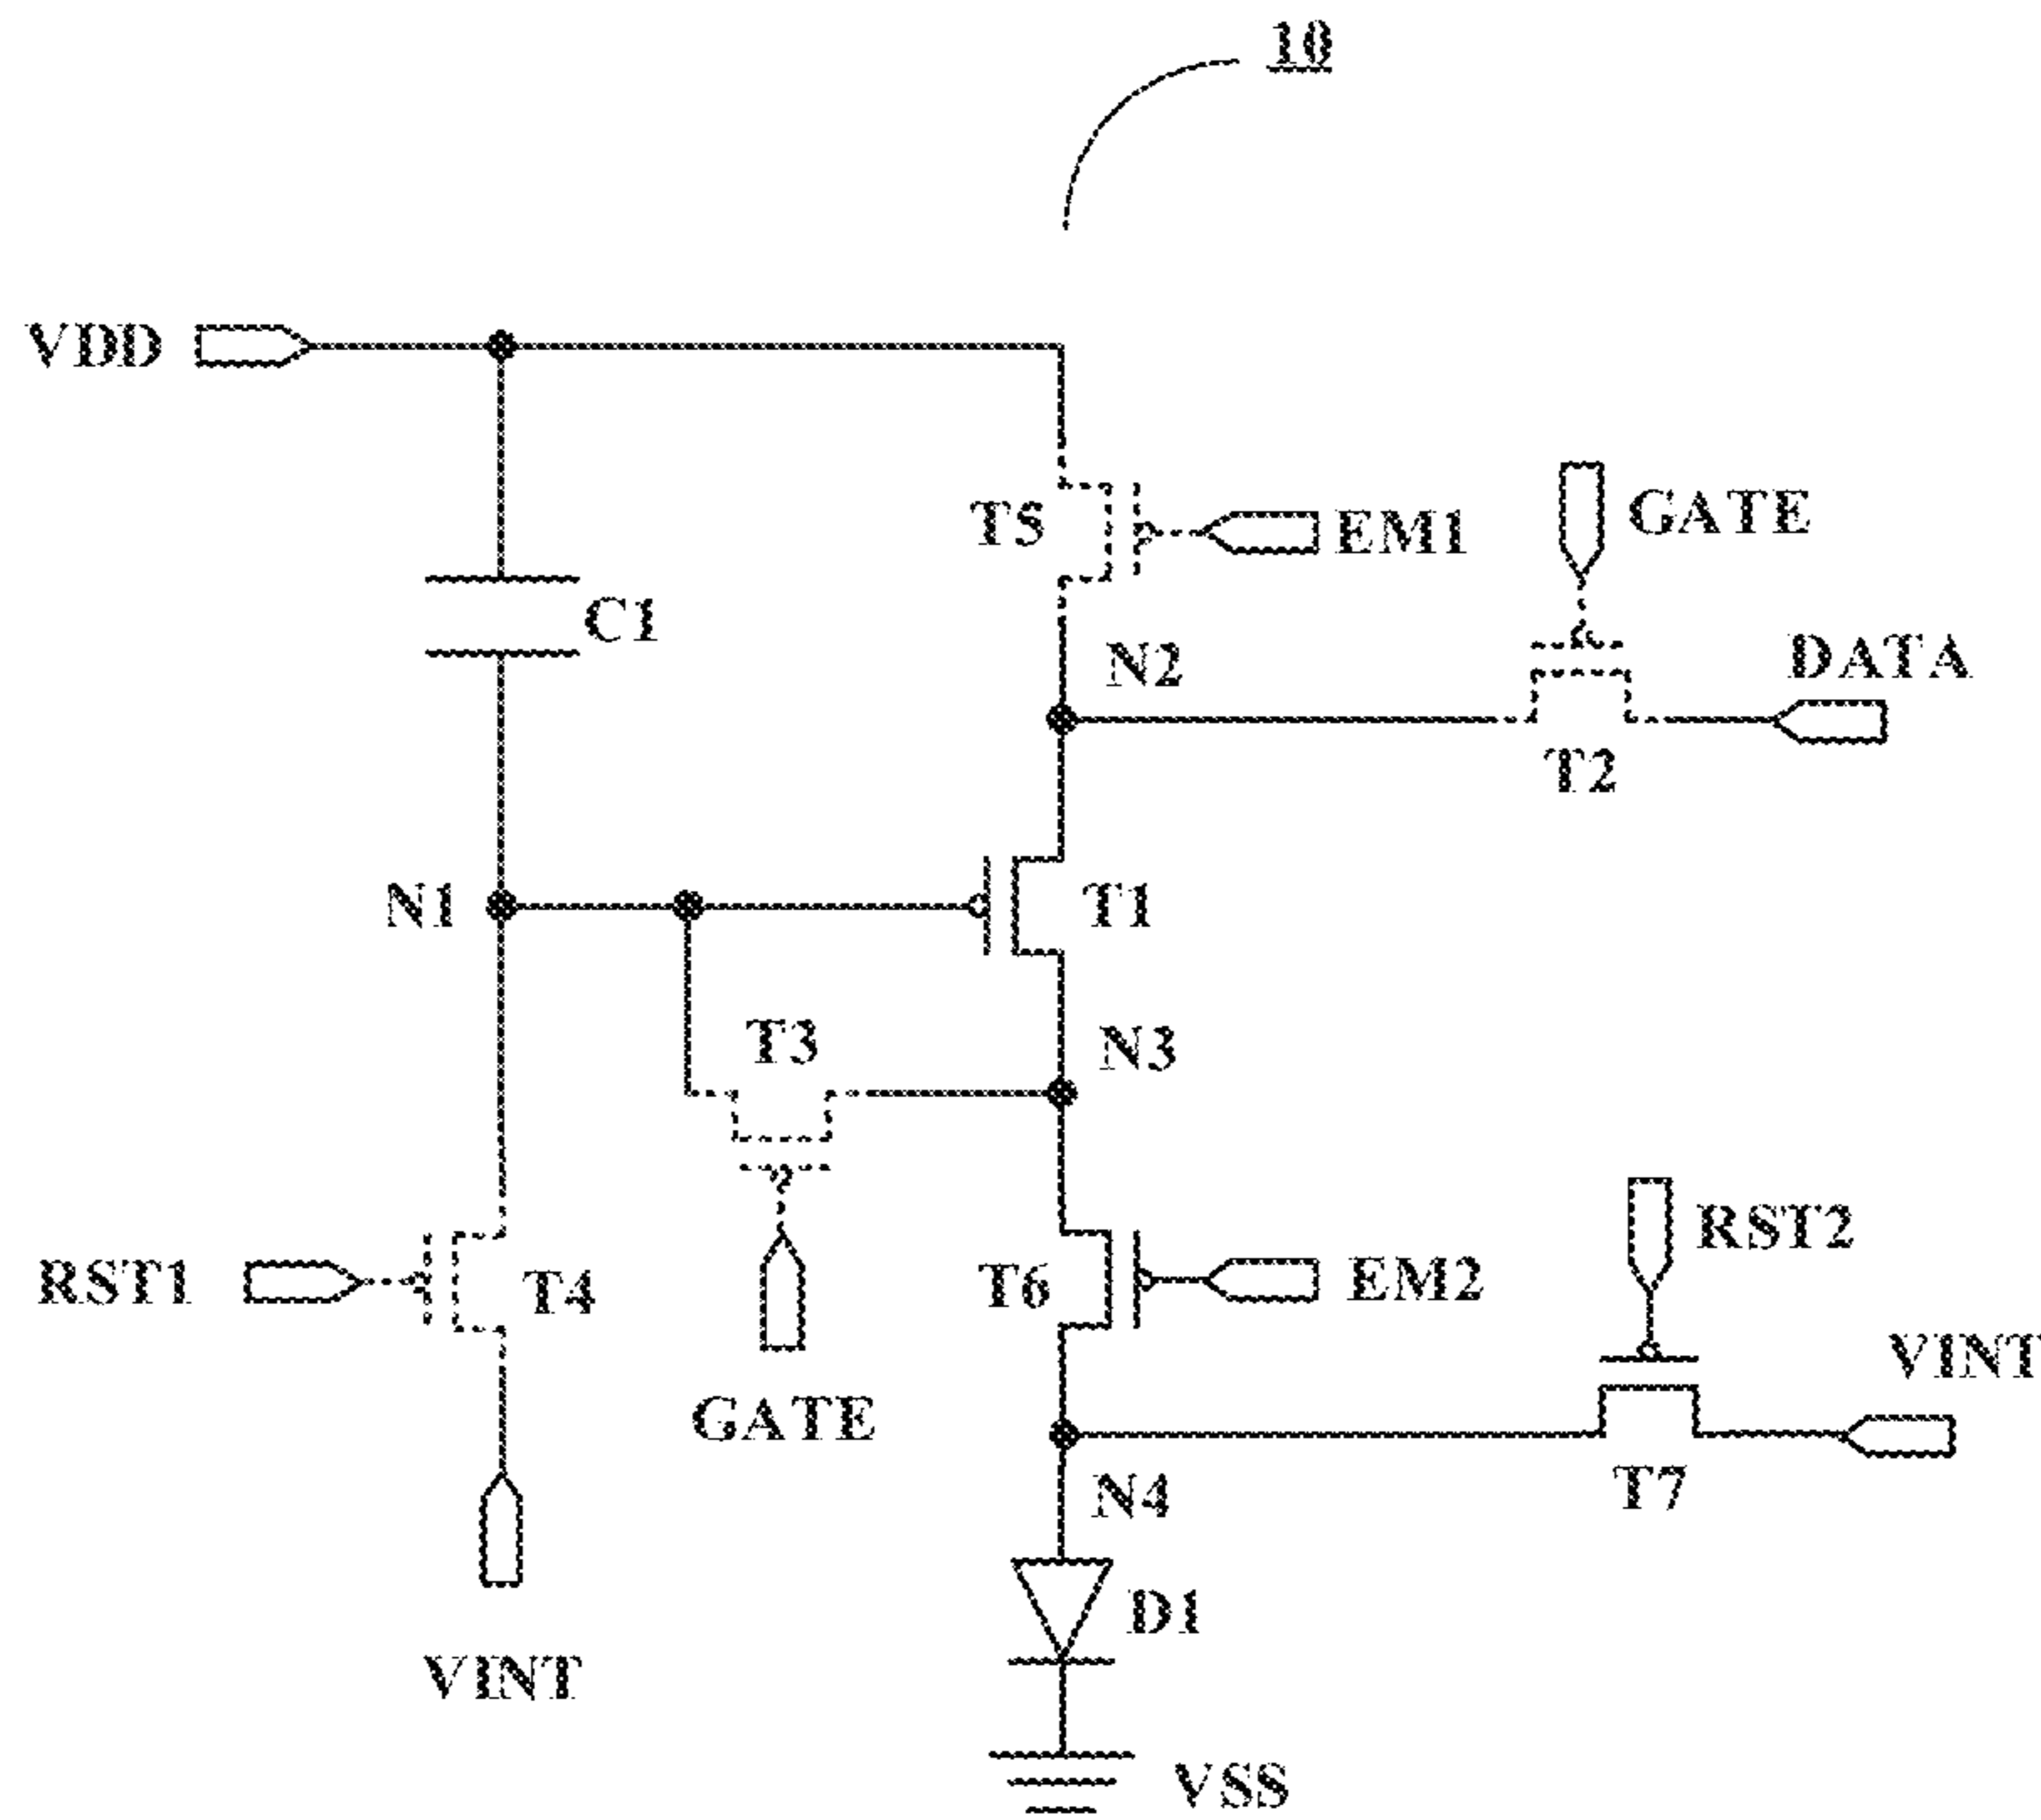 10
VDD
T5
EM1
GATE
C1
N2
DATA
T2
N1
T1
T3
N3
RST1
T4
T6
EM2
RST2
GATE
VINT
N4
T7
D1
VINT
VSS